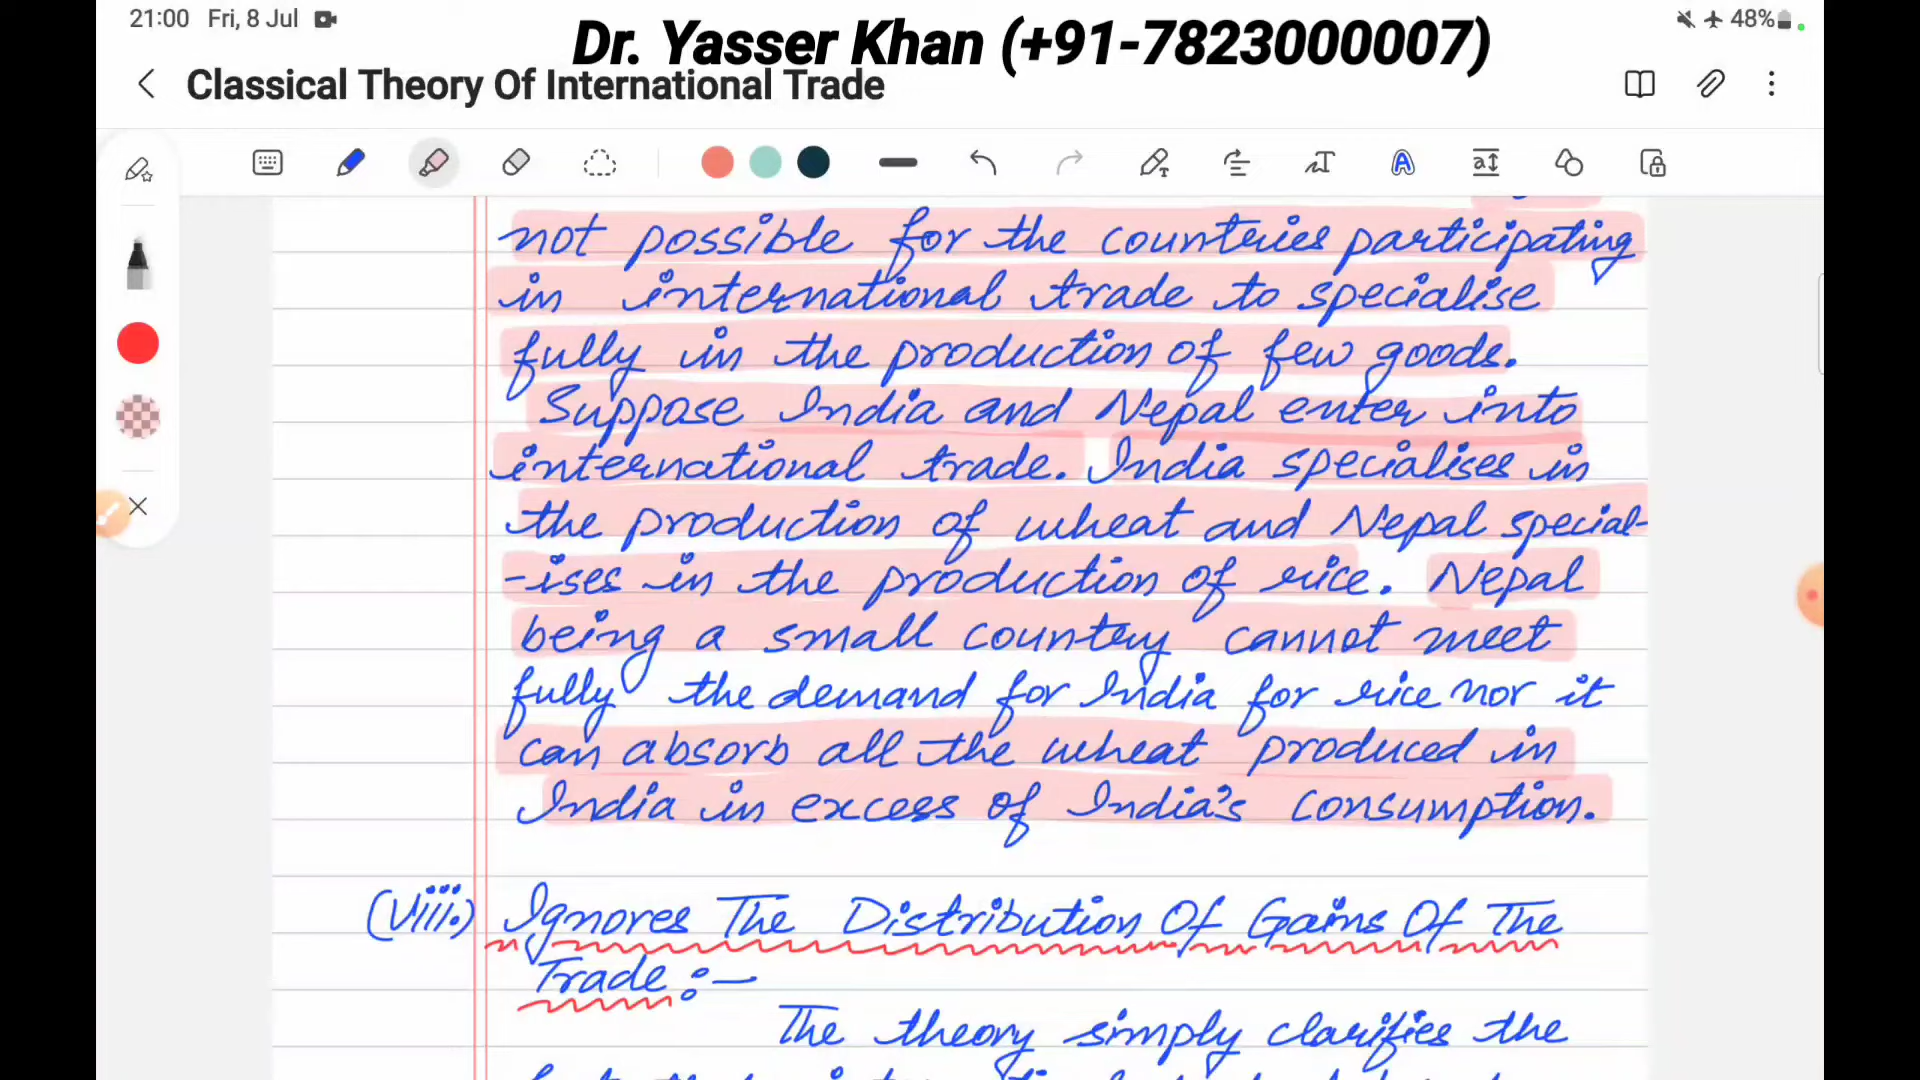 21:00 Fri, 8 Jul
48%
Dr. Yasser Khan (+91-7823000007)
Classical Theory Of International Trade
not possible for the countries participating
in international trade to specialise
fully in the production of few goods.
Suppose India and Nepal enter into
international trade. India specialises in
the production of wheat and Nepal special-
-ises in the production of rice. Nepal
being a small country cannot meet
fully the demand for India for rice nor it
can absorb all the wheat produced in
India in excess of India's consumption.
(viii.) Ignores The Distribution Of Gains Of The
Trade:-
The theory simply clarifies the